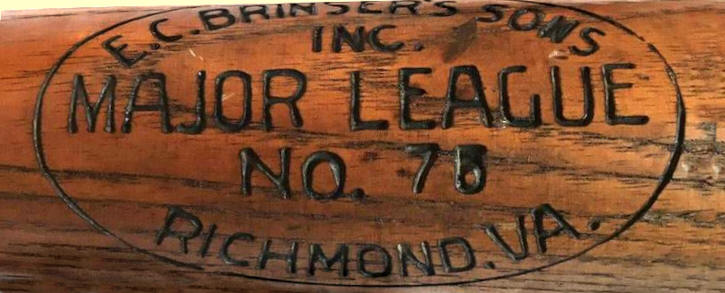 E.C. BRINSER'S SONS
INC.
MAJOR LEAGUE
NO. 76
RICHMOND. VA.